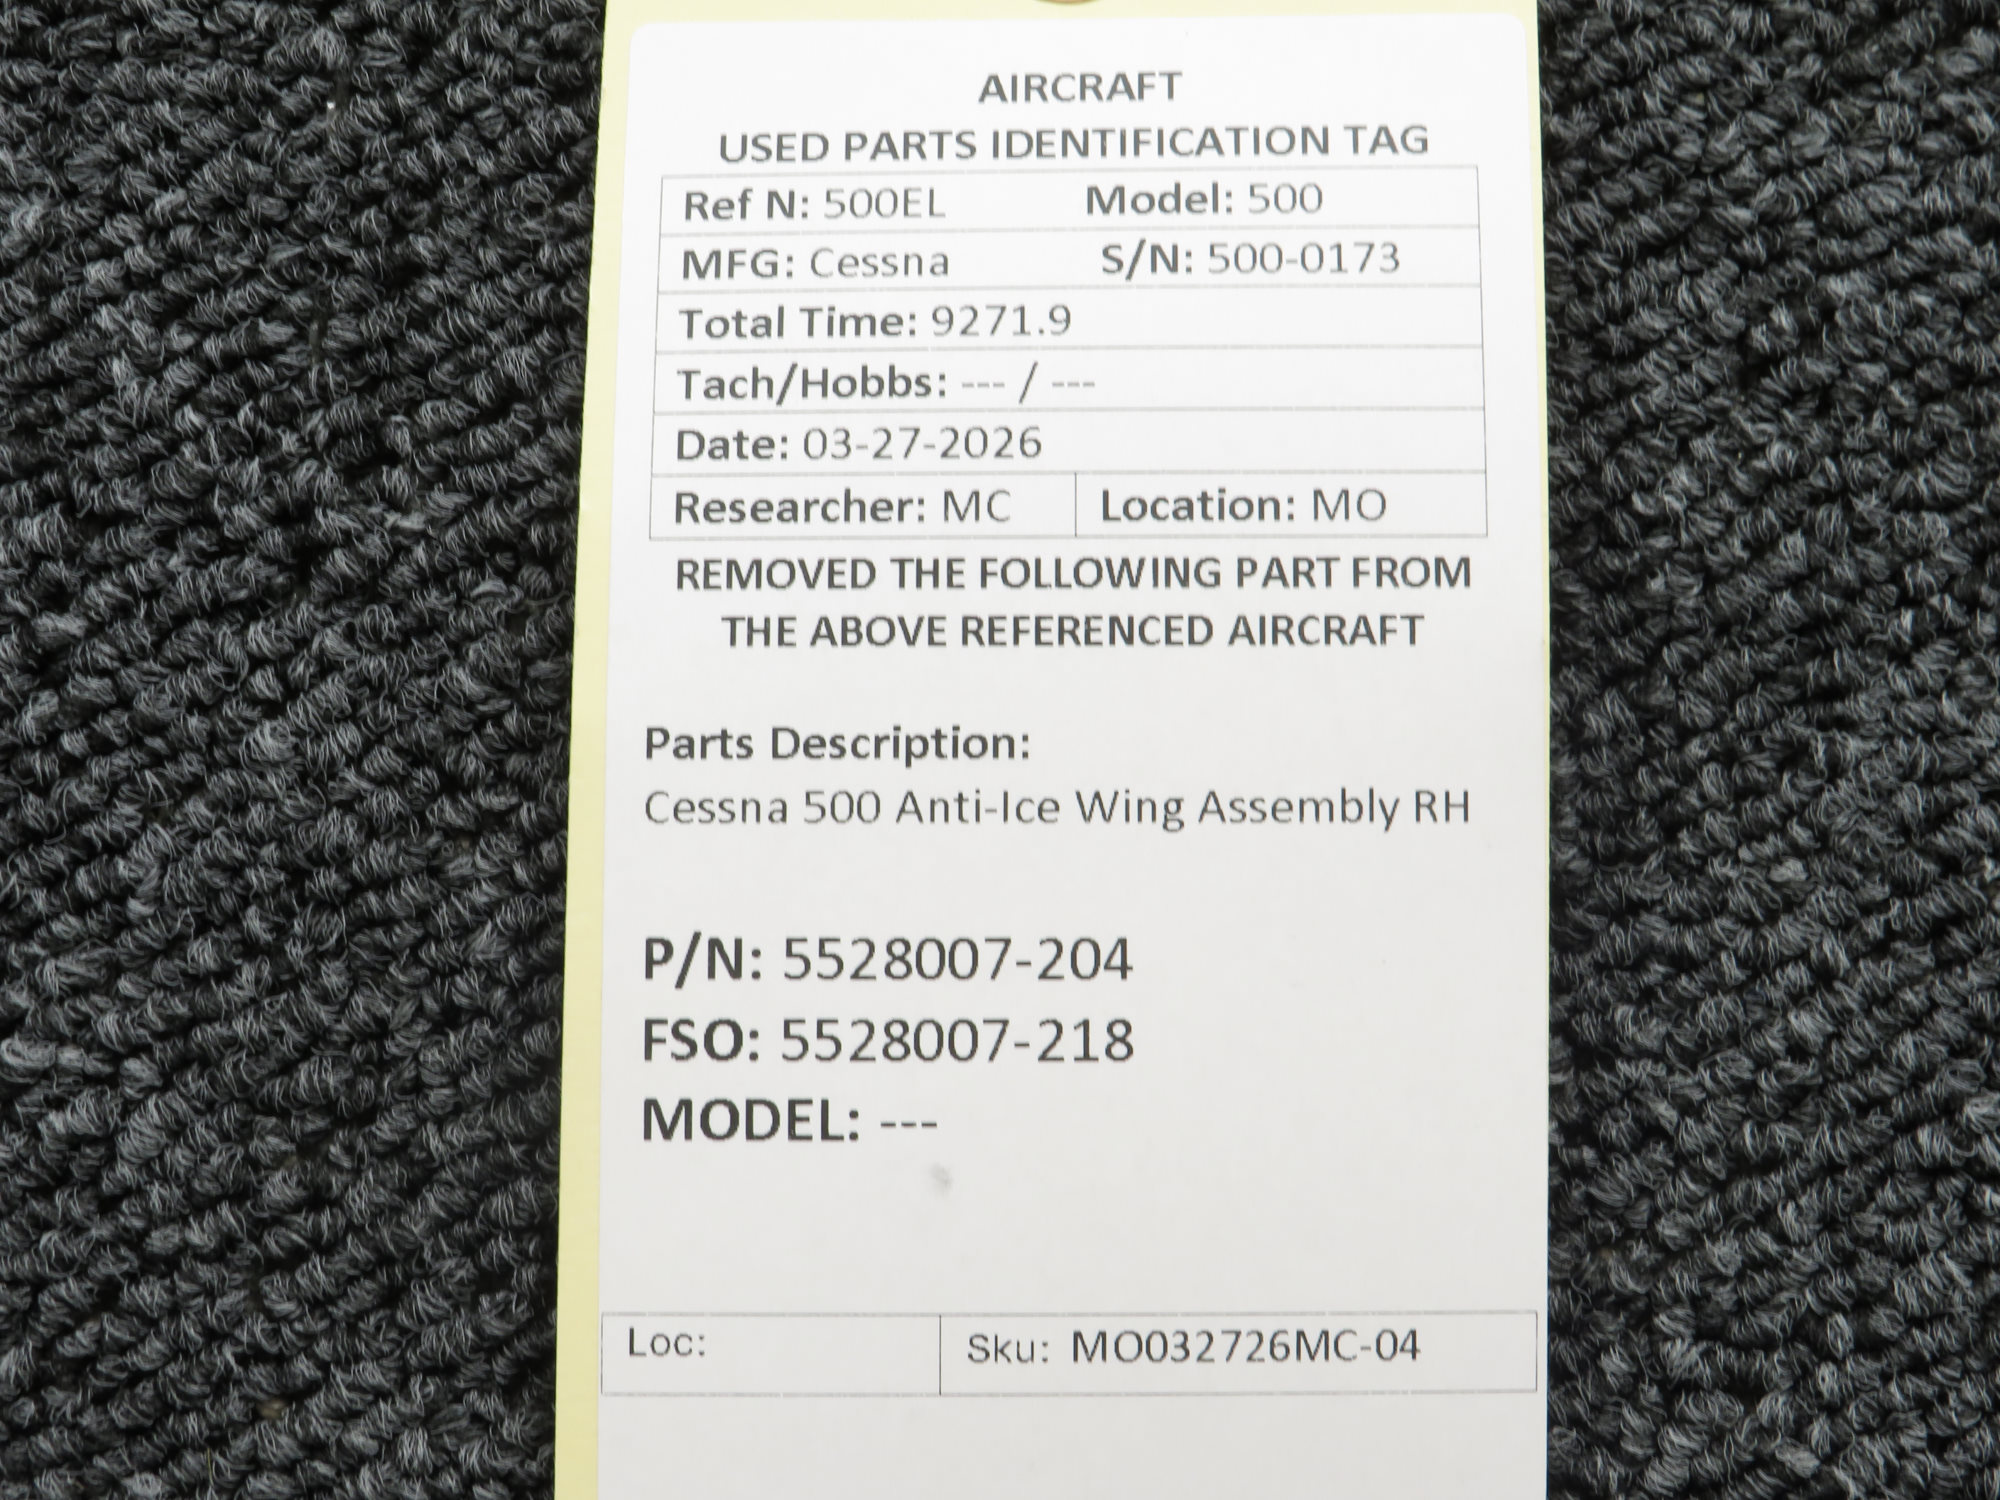 AIRCRAFT
USED PARTS IDENTIFICATION TAG
Ref N: 500EL Model: 500
MFG: Cessna S/N: 500-0173
Total Time: 9271.9
Tach/Hobbs: --- / ---
Date: 03-27-2026
Researcher: MC Location: MO
REMOVED THE FOLLOWING PART FROM
THE ABOVE REFERENCED AIRCRAFT
Parts Description:
Cessna 500 Anti-Ice Wing Assembly RH
P/N: 5528007-204
FSO: 5528007-218
MODEL: ---
Loc: Sku: MO032726MC-04